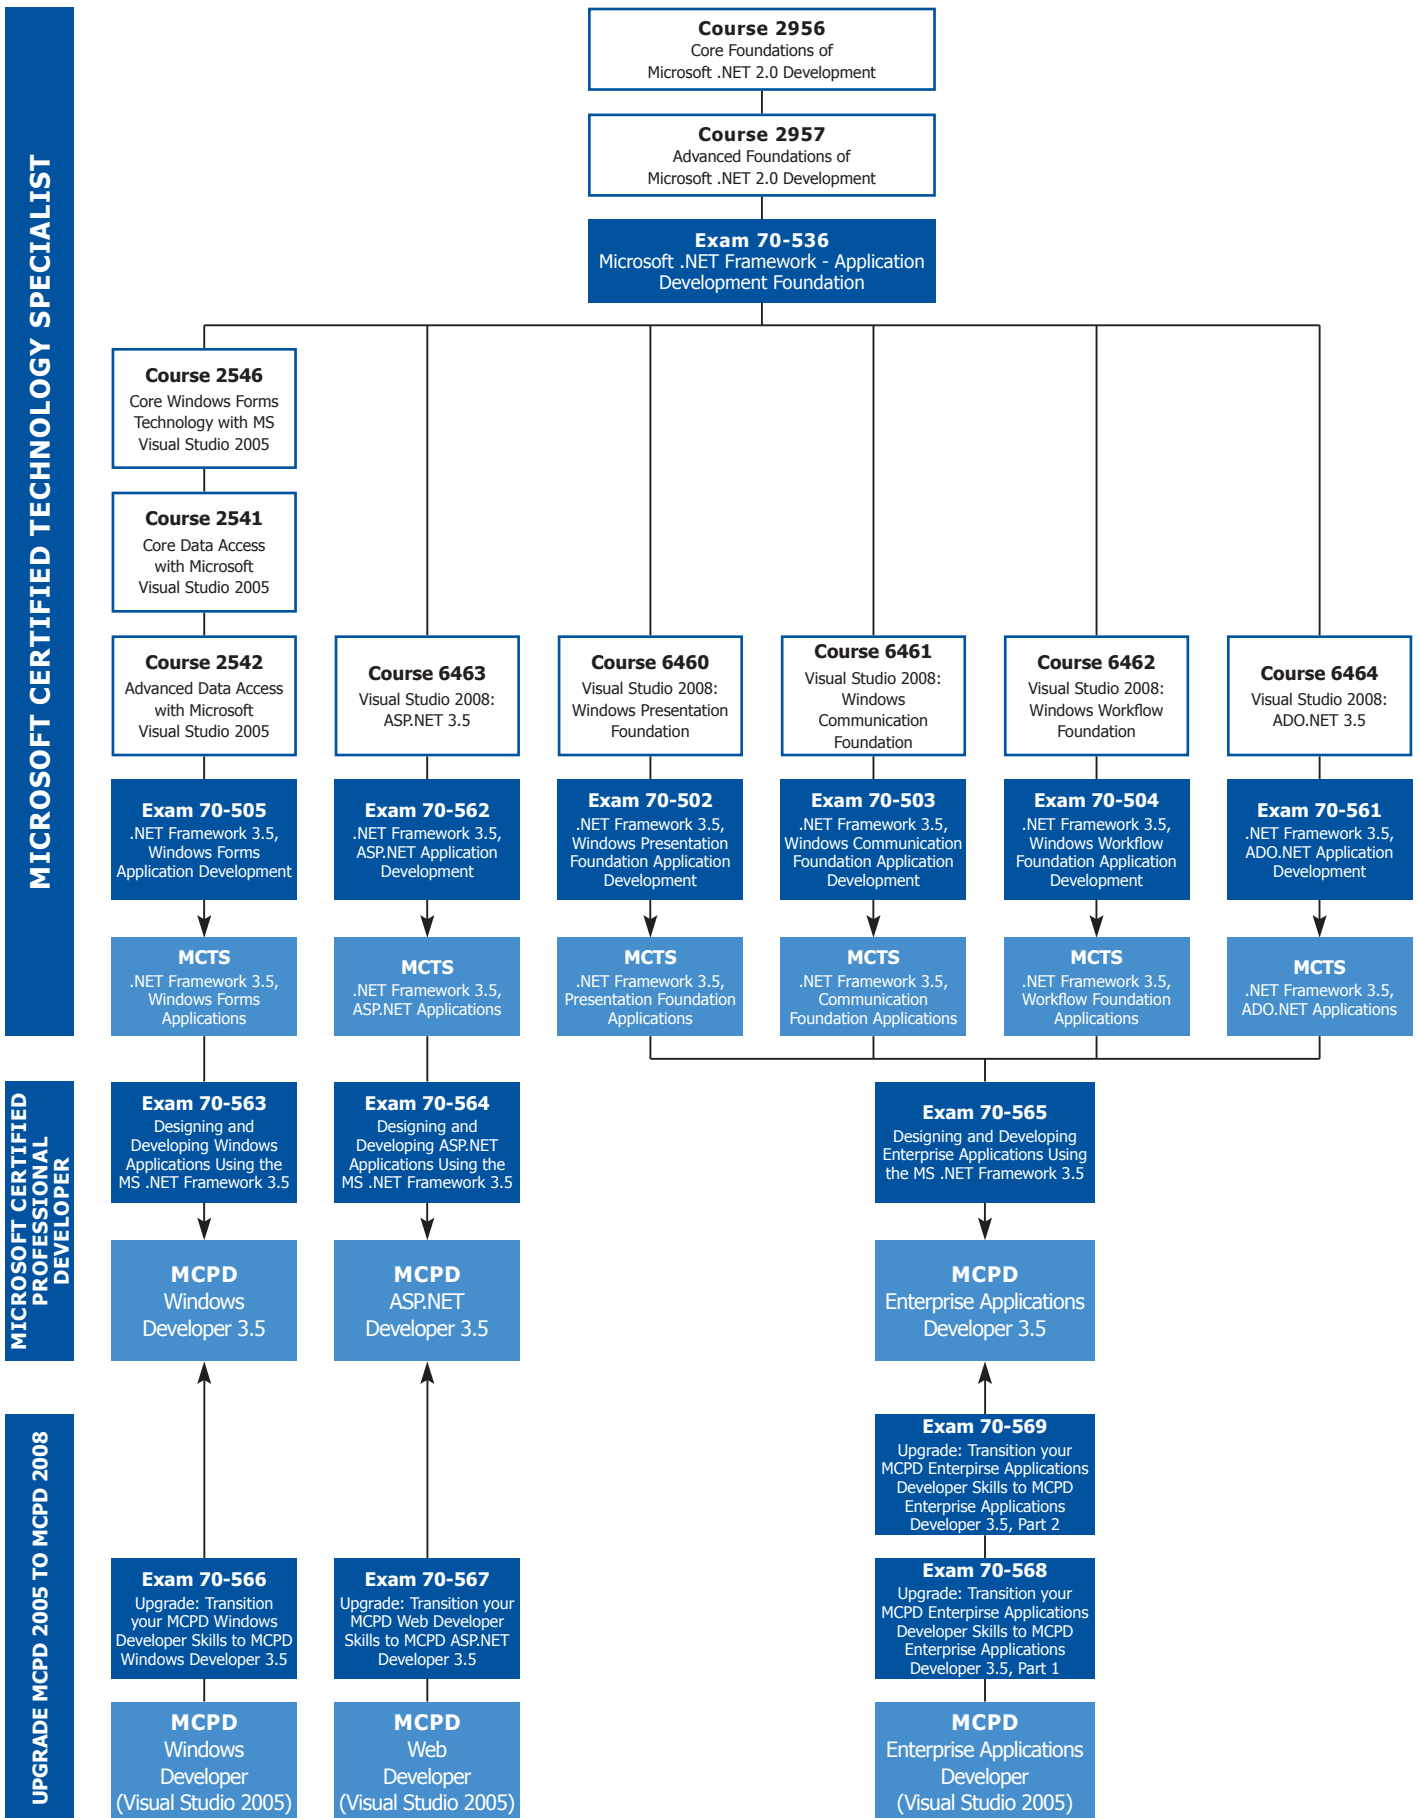 MICROSOFT CERTIFIED TECHNOLOGY SPECIALIST
Course 2956
Core Foundations of
Microsoft .NET 2.0 Development
Course 2957
Advanced Foundations of
Microsoft .NET 2.0 Development
Exam 70-536
Microsoft .NET Framework - Application
Development Foundation
Course 2546
Core Windows Forms
Technology with MS
Visual Studio 2005
Course 2541
Core Data Access
with Microsoft
Visual Studio 2005
Course 2542
Advanced Data Access
with Microsoft
Visual Studio 2005
Course 6463
Visual Studio 2008:
ASP.NET 3.5
Course 6460
Visual Studio 2008:
Windows Presentation
Foundation
Course 6461
Visual Studio 2008:
Windows
Communication
Foundation
Course 6462
Visual Studio 2008:
Windows Workflow
Foundation
Course 6464
Visual Studio 2008:
ADO.NET 3.5
Exam 70-505
.NET Framework 3.5,
Windows Forms
Application Development
Exam 70-562
.NET Framework 3.5,
ASP.NET Application
Development
Exam 70-502
.NET Framework 3.5,
Windows Presentation
Foundation Application
Development
Exam 70-503
.NET Framework 3.5,
Windows Communication
Foundation Application
Development
Exam 70-504
.NET Framework 3.5,
Windows Workflow
Foundation Application
Development
Exam 70-561
.NET Framework 3.5,
ADO.NET Application
Development
MCTS
.NET Framework 3.5,
Windows Forms
Applications
MCTS
.NET Framework 3.5,
ASP.NET Applications
MCTS
.NET Framework 3.5,
Presentation Foundation
Applications
MCTS
.NET Framework 3.5,
Communication
Foundation Applications
MCTS
.NET Framework 3.5,
Workflow Foundation
Applications
MCTS
.NET Framework 3.5,
ADO.NET Applications
MICROSOFT CERTIFIED
PROFESSIONAL
DEVELOPER
Exam 70-563
Designing and
Developing Windows
Applications Using the
MS .NET Framework 3.5
Exam 70-564
Designing and
Developing ASP.NET
Applications Using the
MS .NET Framework 3.5
Exam 70-565
Designing and Developing
Enterprise Applications Using
the MS .NET Framework 3.5
MCPD
Windows
Developer 3.5
MCPD
ASP.NET
Developer 3.5
MCPD
Enterprise Applications
Developer 3.5
UPGRADE MCPD 2005 TO MCPD 2008
Exam 70-569
Upgrade: Transition your
MCPD Enterpirse Applications
Developer Skills to MCPD
Enterprise Applications
Developer 3.5, Part 2
Exam 70-566
Upgrade: Transition
your MCPD Windows
Developer Skills to MCPD
Windows Developer 3.5
Exam 70-567
Upgrade: Transition your
MCPD Web Developer
Skills to MCPD ASP.NET
Developer 3.5
Exam 70-568
Upgrade: Transition your
MCPD Enterpirse Applications
Developer Skills to MCPD
Enterprise Applications
Developer 3.5, Part 1
MCPD
Windows
Developer
(Visual Studio 2005)
MCPD
Web
Developer
(Visual Studio 2005)
MCPD
Enterprise Applications
Developer
(Visual Studio 2005)